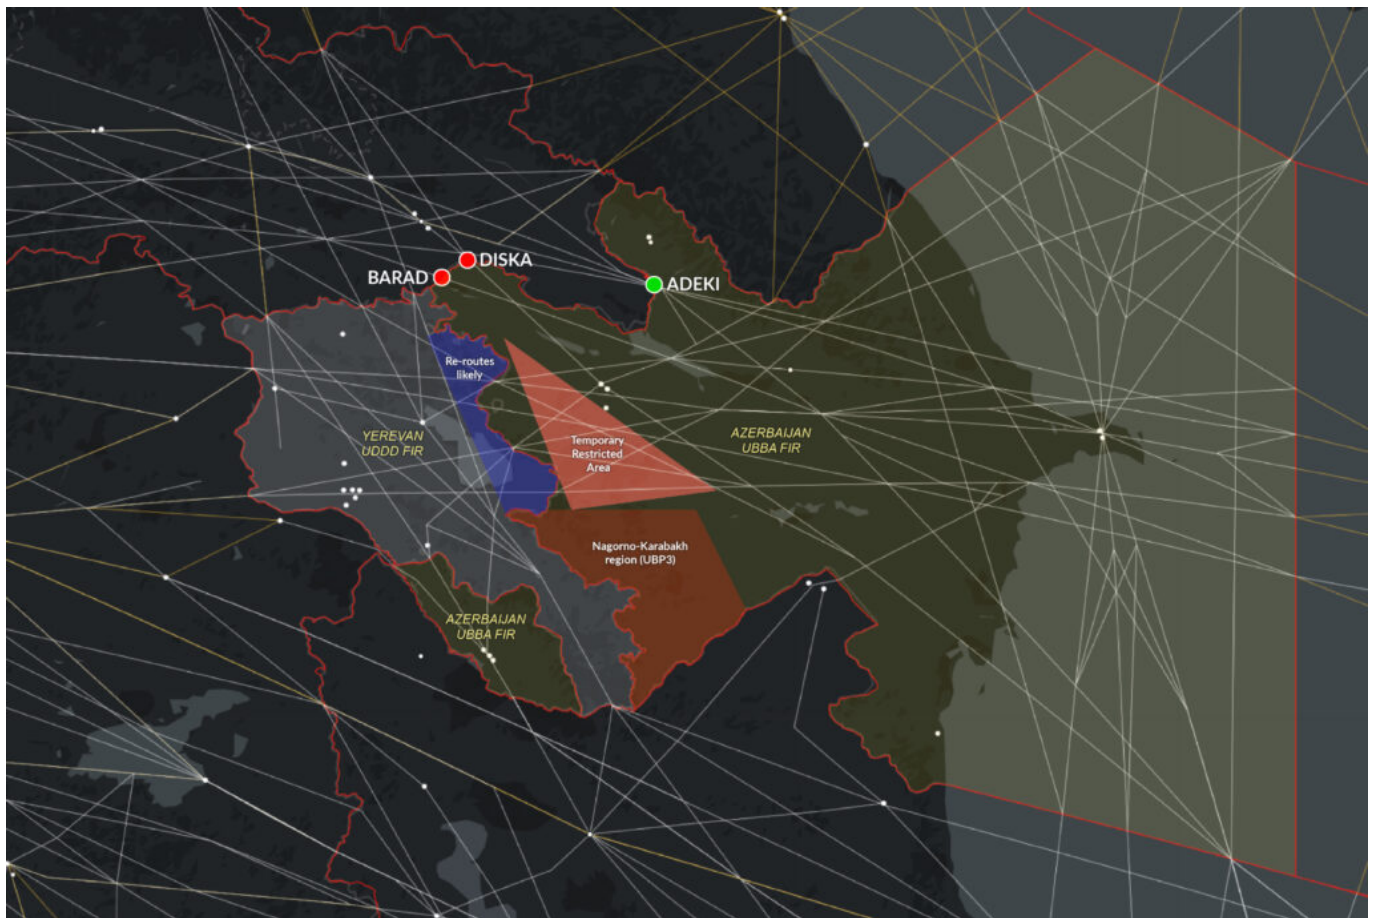 DISKA
BARAD
ADEKI
Re-routes
likely
YEREVAN
UDDD FIR
Temporary
Restricted
Area
AZERBAIJAN
UBBA FIR
Nagorno-Karabakh
region (UBP3)
AZERBAIJAN
UBBA FIR